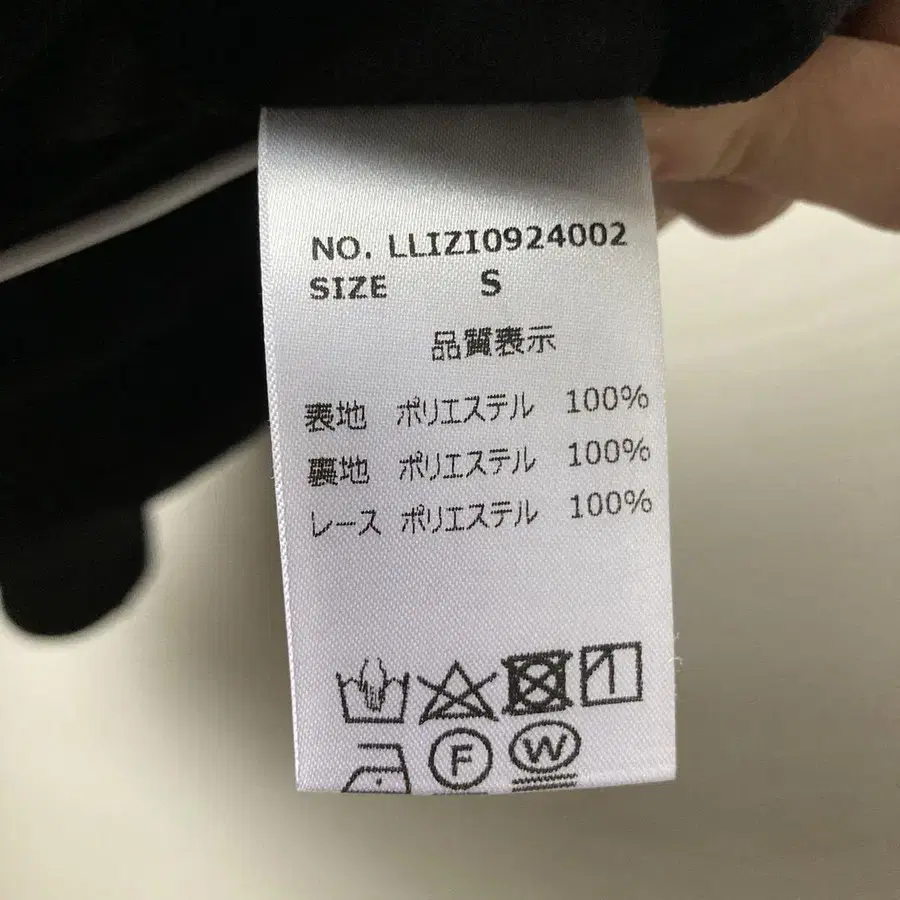 NO. LLIZI0924002
SIZE S
品質表示
表地 ポリエステル 100%
裏地 ポリエステル 100%
レース ポリエステル 100%
F W